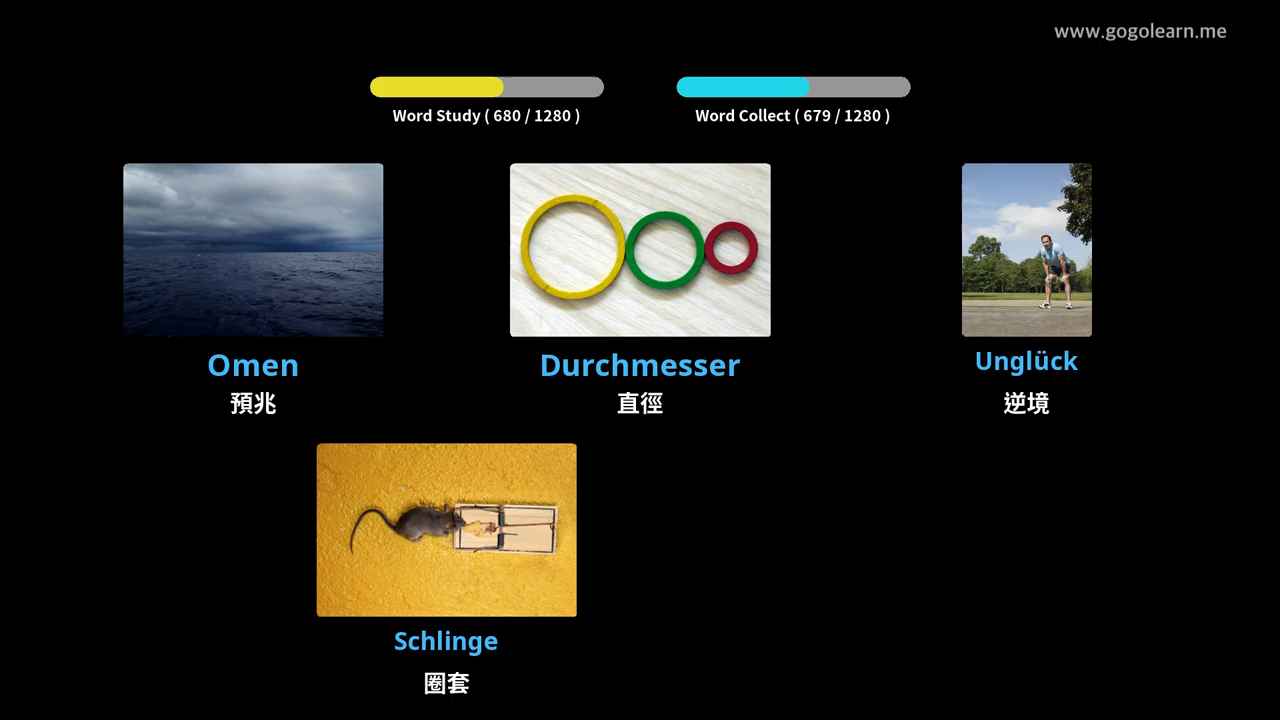 www.gogolearn.me
Word Study ( 680 / 1280 )
Word Collect ( 679 / 1280 )
Omen
預兆
Durchmesser
直徑
Unglück
逆境
Schlinge
圈套